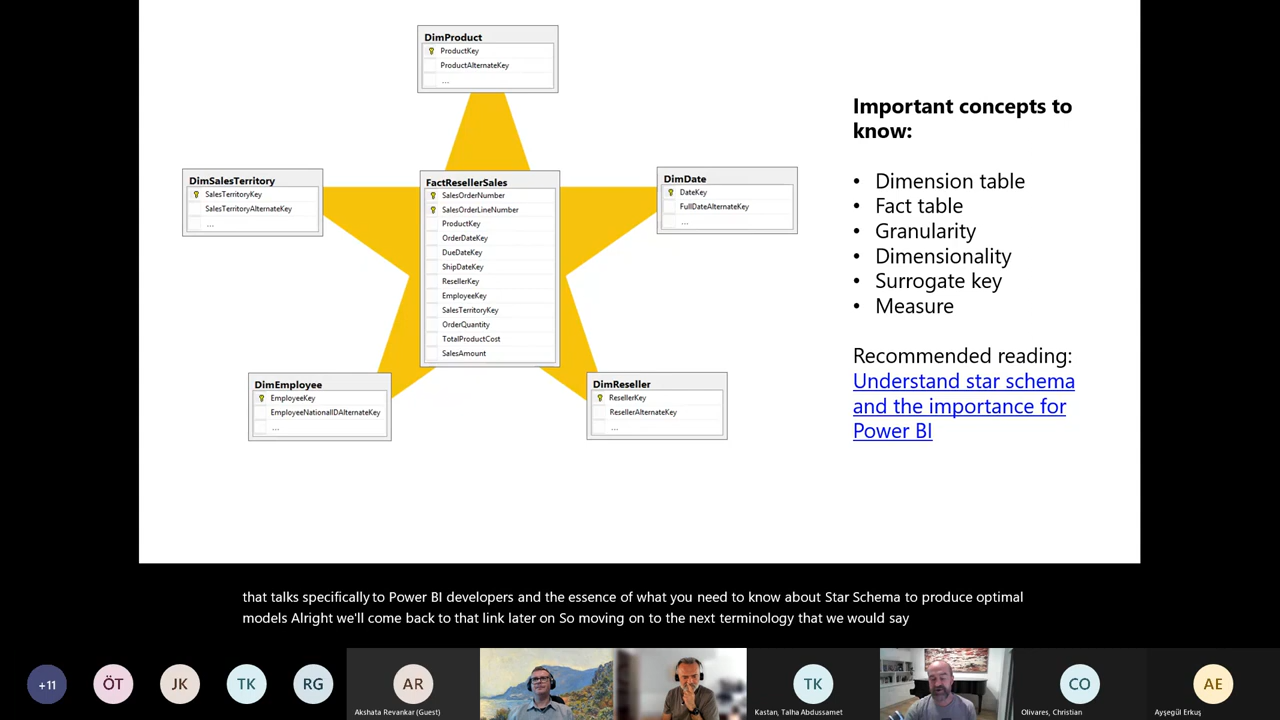 DimProduct
ProductKey
ProductAlternateKey
...
DimSalesTerritory
SalesTerritoryKey
SalesTerritoryAlternateKey
...
FactResellerSales
SalesOrderNumber
SalesOrderLineNumber
ProductKey
OrderDateKey
DueDateKey
ShipDateKey
ResellerKey
EmployeeKey
SalesTerritoryKey
OrderQuantity
TotalProductCost
SalesAmount
DimDate
DateKey
FullDateAlternateKey
...
DimEmployee
EmployeeKey
EmployeeNationalIDAlternateKey
...
DimReseller
ResellerKey
ResellerAlternateKey
...
Important concepts to
know:
• Dimension table
• Fact table
• Granularity
• Dimensionality
• Surrogate key
• Measure
Recommended reading:
Understand star schema
and the importance for
Power BI
that talks specifically to Power BI developers and the essence of what you need to know about Star Schema to produce optimal
models Alright we'll come back to that link later on So moving on to the next terminology that we would say
+11
ÖT
JK
TK
RG
AR
Akshata Revankar (Guest)
TK
Kastan, Talha Abdussamet
CO
Olivares, Christian
AE
Ayşegül Erkuş